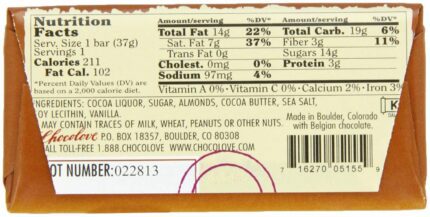 Nutrition
Facts
Serv. Size 1 bar (37g)
Servings 1
Calories 211
Fat Cal. 102
*Percent Daily Values (DV) are
based on a 2,000 calorie diet.
Amount/serving %DV*
Total Fat 14g 22%
Sat. Fat 7g 37%
Trans Fat 0g
Cholest. 0mg 0%
Sodium 97mg 4%
Amount/serving %DV*
Total Carb. 19g 6%
Fiber 3g 11%
Sugars 14g
Protein 3g
Vitamin A 0% · Vitamin C 0% · Calcium 2% · Iron 3%
INGREDIENTS: COCOA LIQUOR, SUGAR, ALMONDS, COCOA BUTTER, SEA SALT,
SOY LECITHIN, VANILLA.
MAY CONTAIN TRACES OF MILK, WHEAT, PEANUTS OR OTHER NUTS.
Chocolove P.O. BOX 18357, BOULDER, CO 80308
CALL TOLL-FREE 1.888.CHOCOLOVE WWW.CHOCOLOVE.COM
K
Made in Boulder, Colorado
with Belgian chocolate.
OT NUMBER:022813
7 16270 05155 9